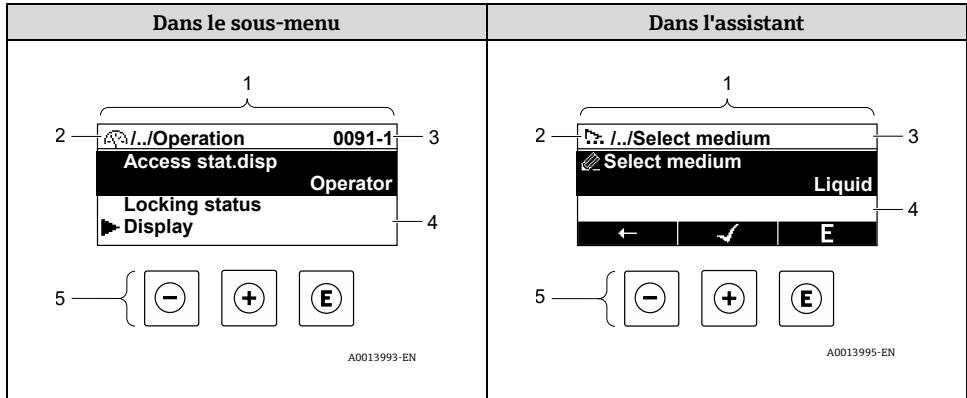 Dans le sous-menu
1
2
/../Operation 0091-1
3
Access stat.disp
Operator
Locking status
Display
4
5
- + E
A0013993-EN
Dans l'assistant
1
2
/../Select medium
3
Select medium
Liquid
4
← ✓ E
5
- + E
A0013995-EN